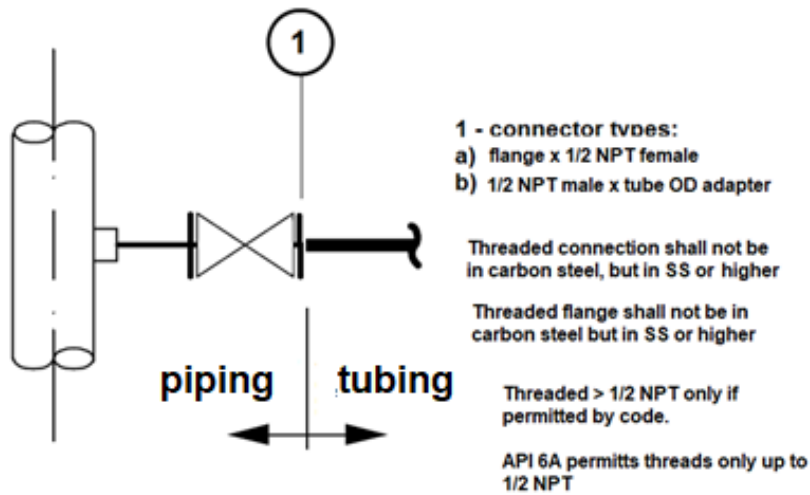 1
1 - connector types:
a) flange x 1/2 NPT female
b) 1/2 NPT male x tube OD adapter
Threaded connection shall not be
in carbon steel, but in SS or higher
Threaded flange shall not be in
carbon steel but in SS or higher
piping
tubing
Threaded > 1/2 NPT only if
permitted by code.
API 6A permitts threads only up to
1/2 NPT